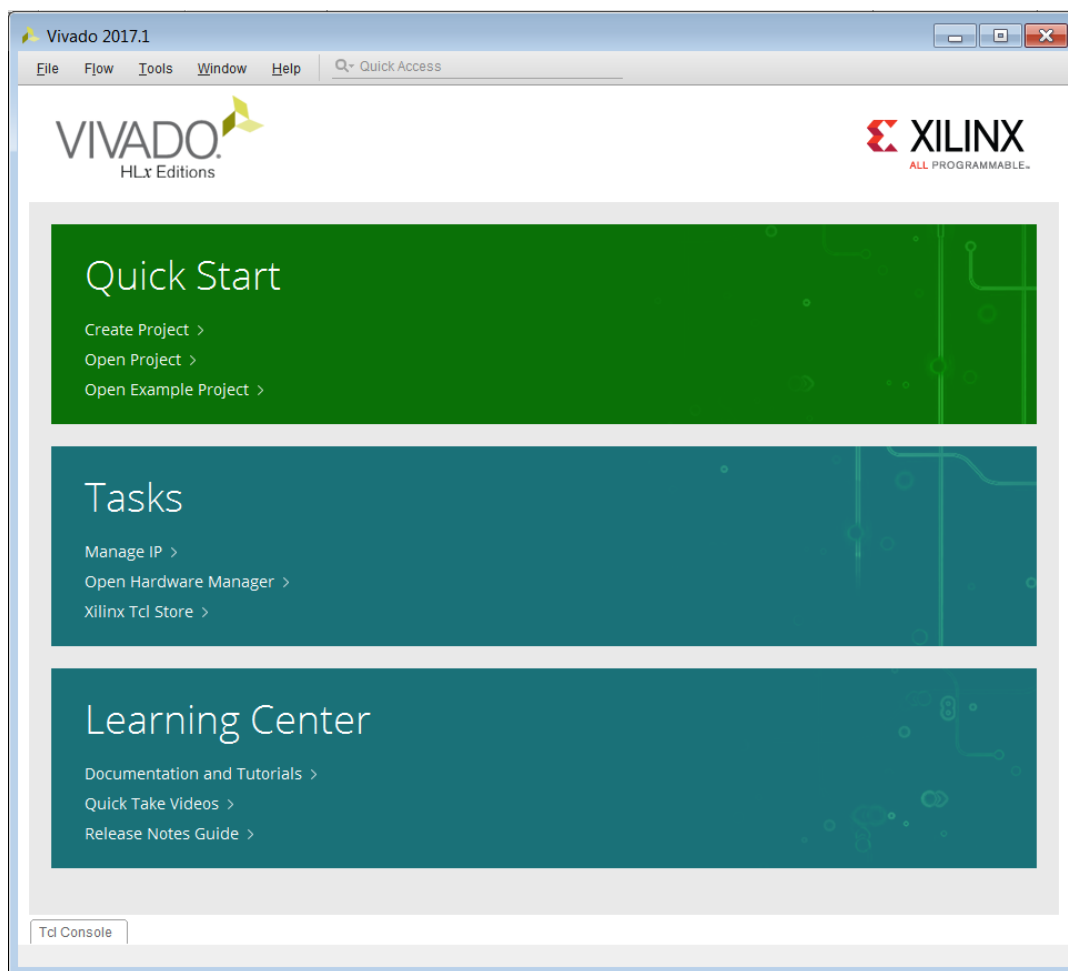 Vivado 2017.1
File Flow Tools Window Help Quick Access
VIVADO.
HLx Editions
XILINX
ALL PROGRAMMABLE™
Quick Start
Create Project >
Open Project >
Open Example Project >
Tasks
Manage IP >
Open Hardware Manager >
Xilinx Tcl Store >
Learning Center
Documentation and Tutorials >
Quick Take Videos >
Release Notes Guide >
Tcl Console